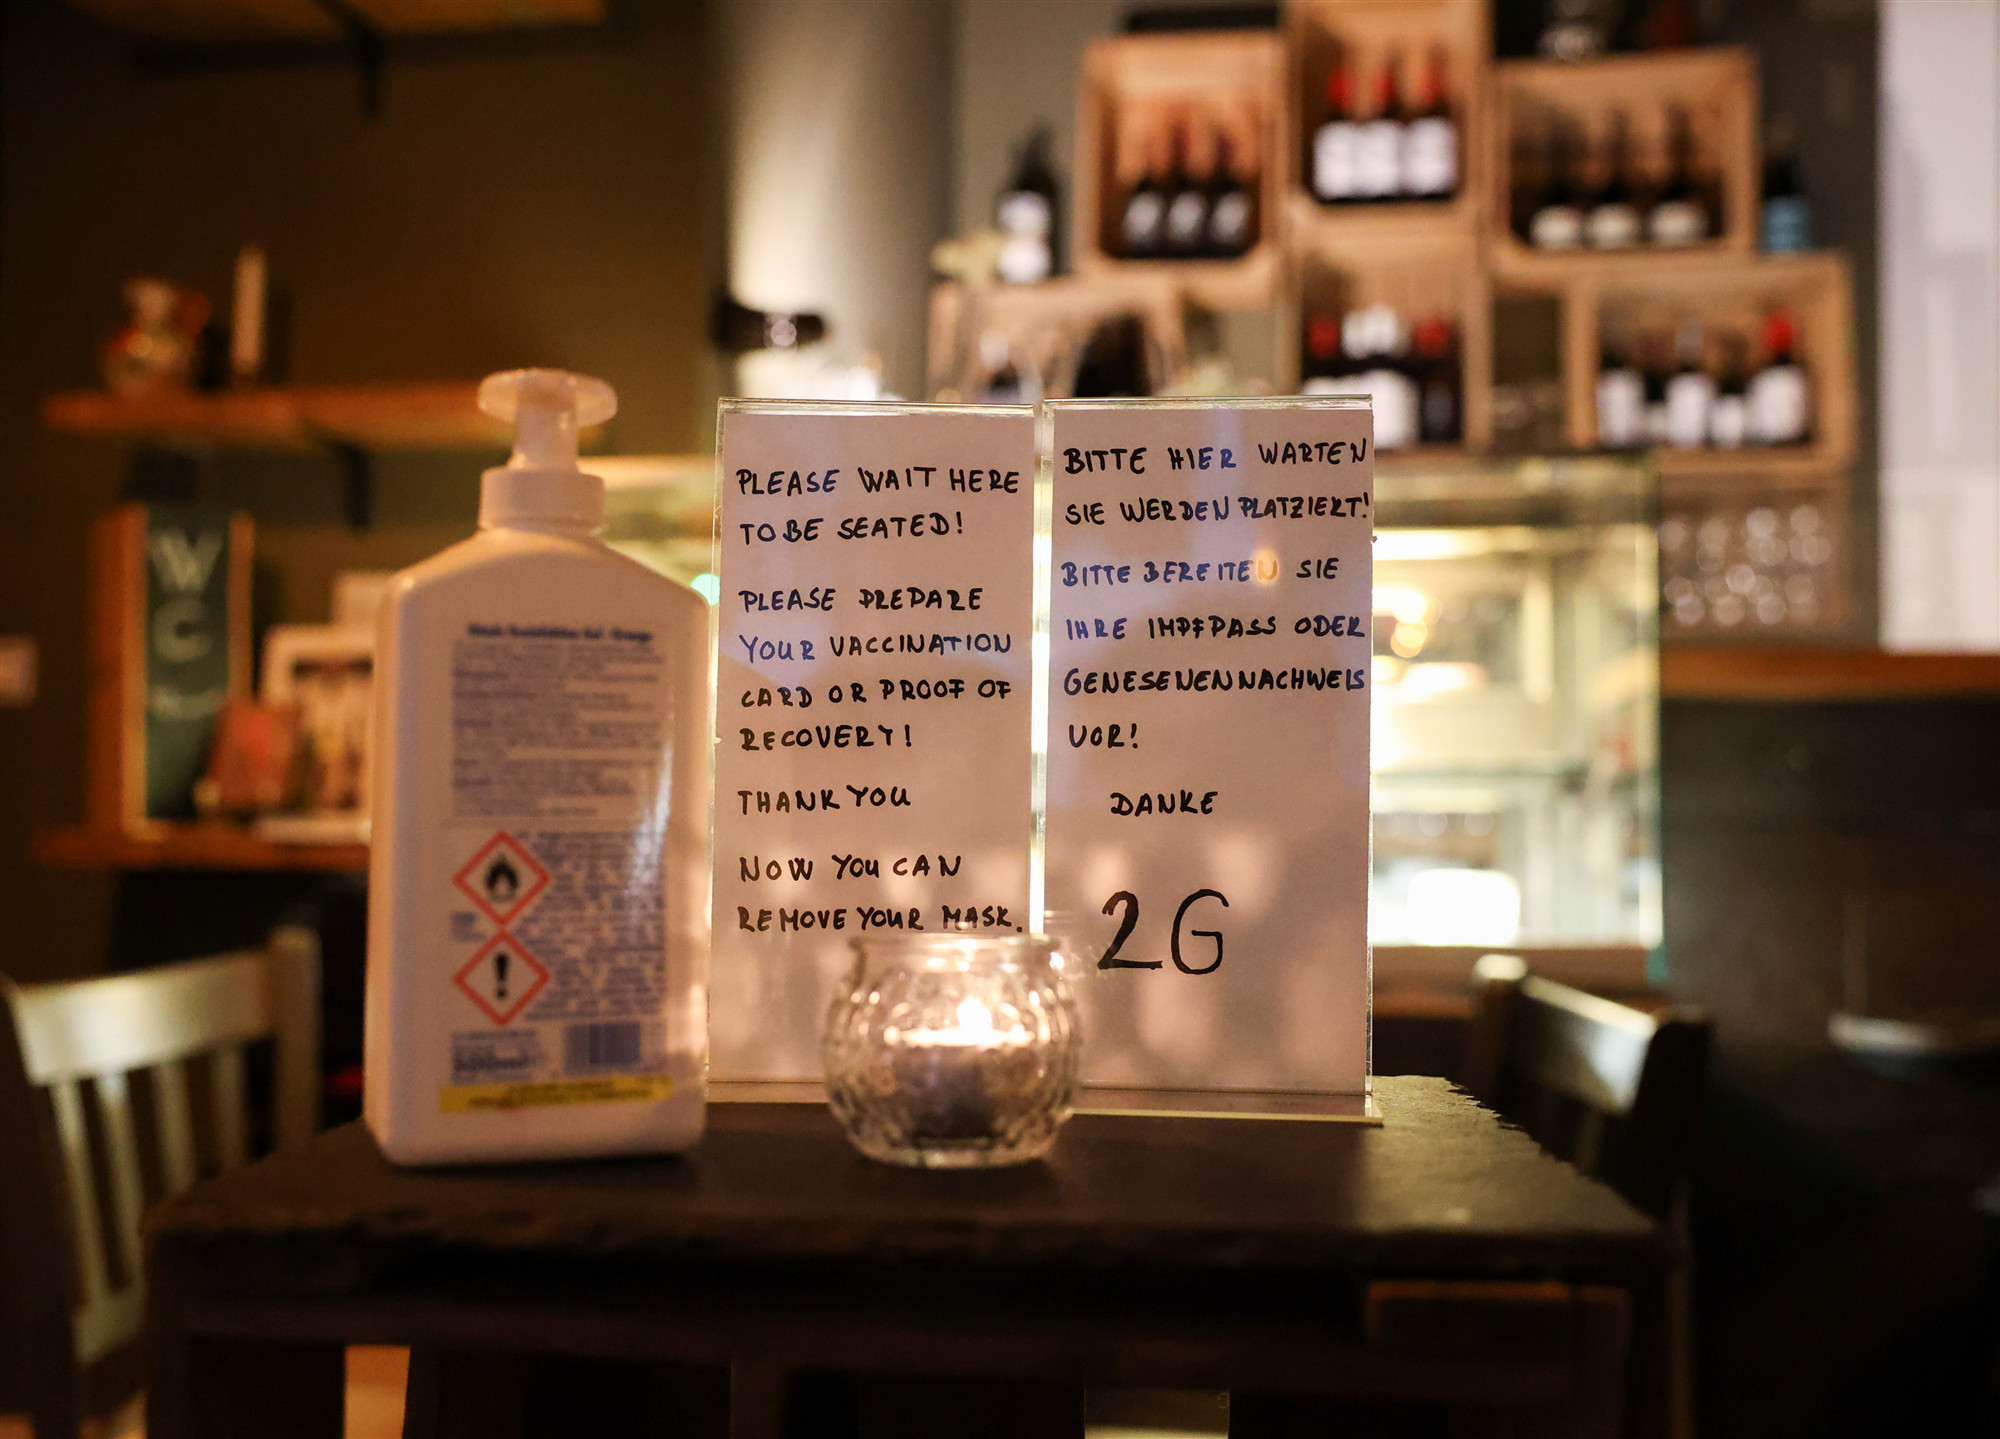 WC
PLEASE WAIT HERE
TO BE SEATED!
PLEASE PREPARE
YOUR VACCINATION
CARD OR PROOF OF
RECOVERY!
THANK YOU
NOW YOU CAN
REMOVE YOUR MASK.
BITTE HIER WARTEN
SIE WERDEN PLATZIERT!
BITTE BEREITEN SIE
IHRE IMPFPASS ODER
GENESENENNACHWEIS
VOR!
DANKE
2G